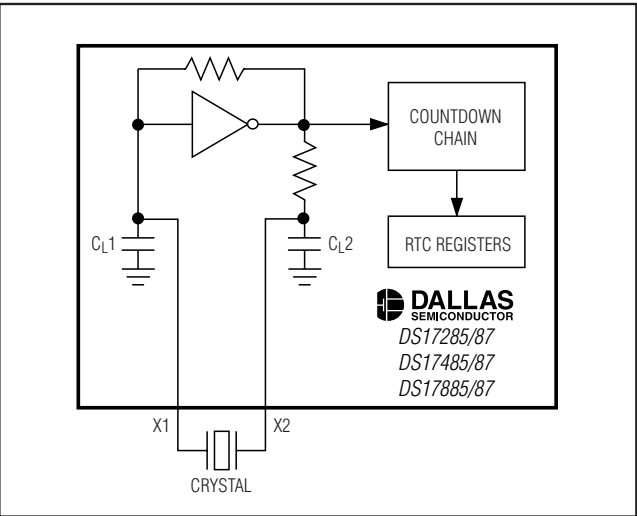 COUNTDOWN
CHAIN
CL1
CL2
RTC REGISTERS
DALLAS
SEMICONDUCTOR
DS17285/87
DS17485/87
DS17885/87
X1
X2
CRYSTAL